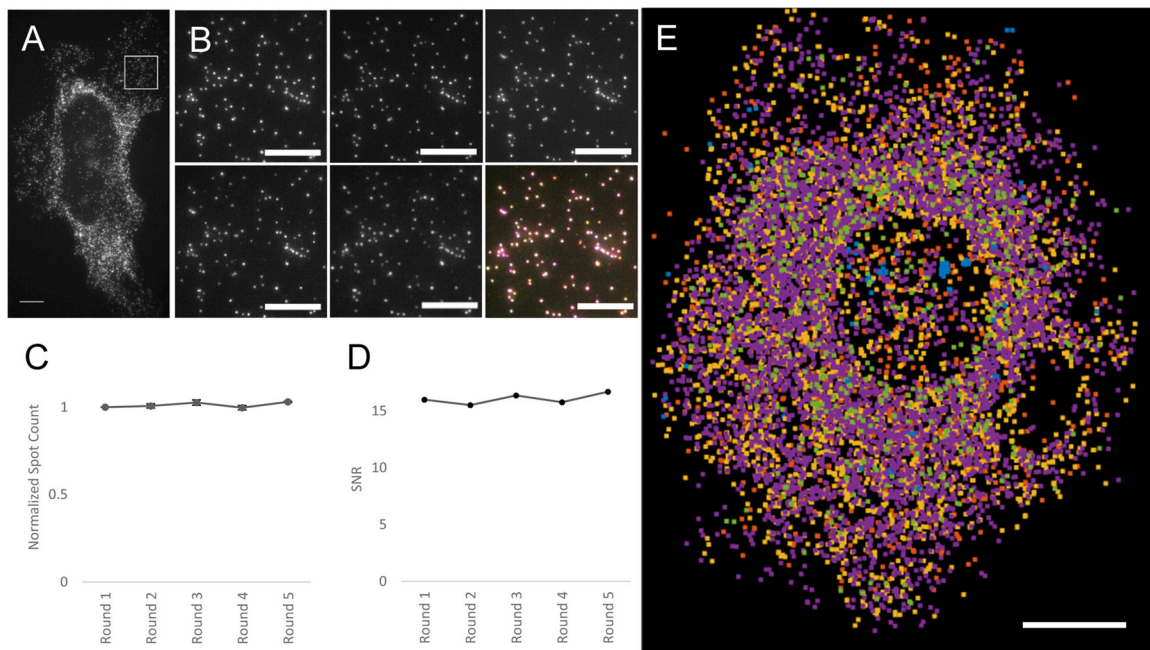 A
B
E
C
D
Normalized Spot Count
1
0.5
0
Round 1
Round 2
Round 3
Round 4
Round 5
SNR
15
10
5
0
Round 1
Round 2
Round 3
Round 4
Round 5